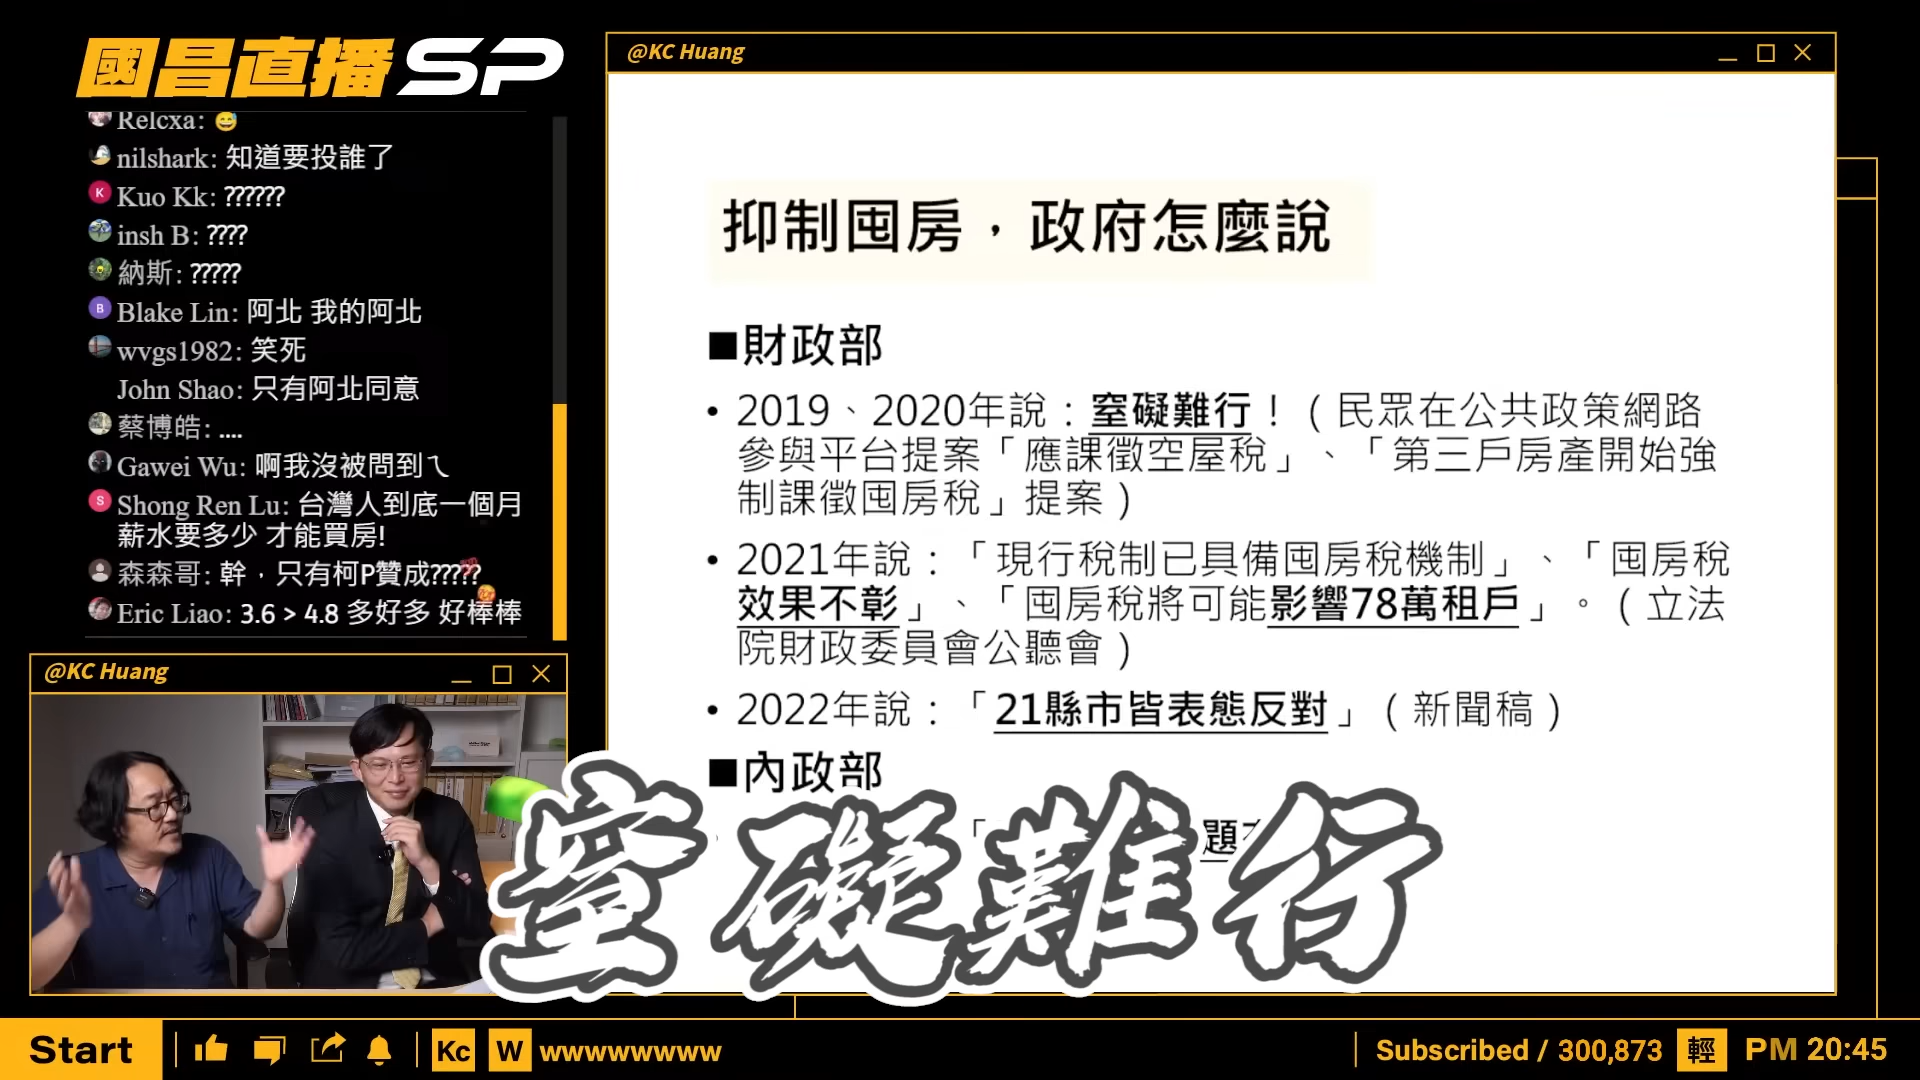 國昌直播SP
Relcxa: 😅
nilshark: 知道要投誰了
Kuo Kk: ??????
insh B: ????
納斯: ?????
Blake Lin: 阿北 我的阿北
wvgs1982: 笑死
John Shao: 只有阿北同意
蔡博皓: ....
Gawei Wu: 啊我沒被問到ㄟ
Shong Ren Lu: 台灣人到底一個月
薪水要多少 才能買房!
森森哥: 幹，只有柯P贊成?????
Eric Liao: 3.6 > 4.8 多好多 好棒棒
@KC Huang
抑制囤房，政府怎麼說
■財政部
• 2019、2020年說：窒礙難行！（民眾在公共政策網路
參與平台提案「應課徵空屋稅」、「第三戶房產開始強
制課徵囤房稅」提案）
• 2021年說：「現行稅制已具備囤房稅機制」、「囤房稅
效果不彰」、「囤房稅將可能影響78萬租戶」。（立法
院財政委員會公聽會）
• 2022年說：「21縣市皆表態反對」（新聞稿）
■內政部
「
題
@KC Huang
窒礙難行
Start
Kc W wwwwwwwww
Subscribed / 300,873 輕 PM 20:45